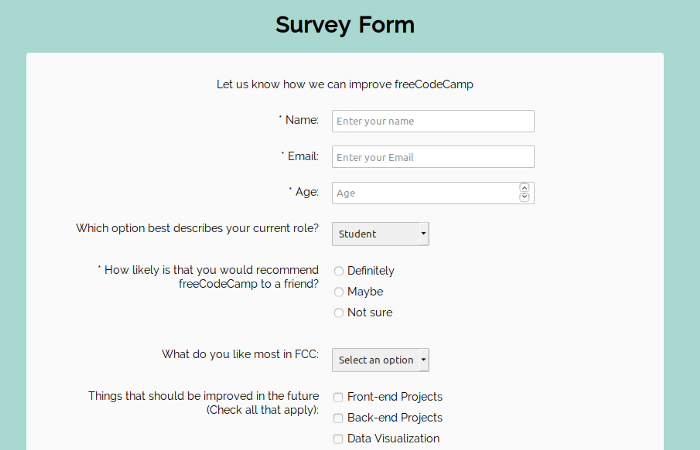 Survey Form
Let us know how we can improve freeCodeCamp
* Name: Enter your name
* Email: Enter your Email
* Age: Age
Which option best describes your current role? Student
* How likely is that you would recommend
freeCodeCamp to a friend?
Definitely
Maybe
Not sure
What do you like most in FCC: Select an option
Things that should be improved in the future
(Check all that apply):
Front-end Projects
Back-end Projects
Data Visualization